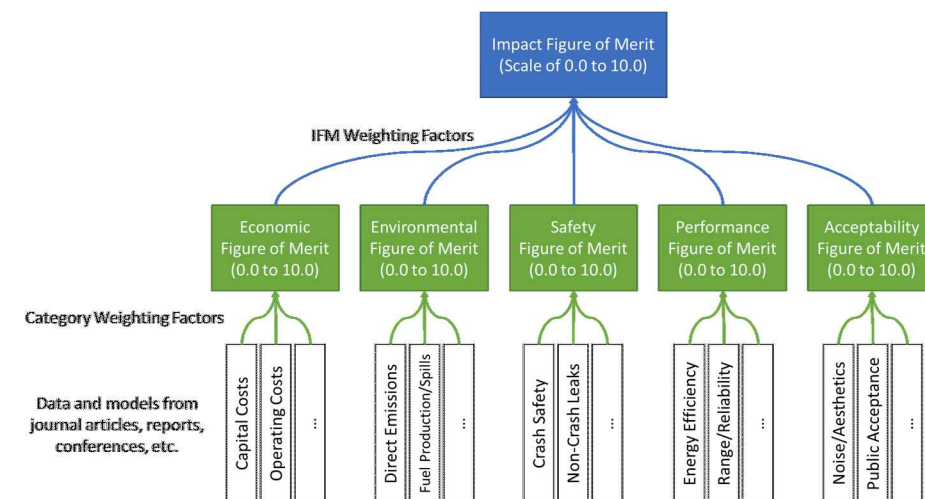 Impact Figure of Merit
(Scale of 0.0 to 10.0)
IFM Weighting Factors
Economic
Figure of Merit
(0.0 to 10.0)
Environmental
Figure of Merit
(0.0 to 10.0)
Safety
Figure of Merit
(0.0 to 10.0)
Performance
Figure of Merit
(0.0 to 10.0)
Acceptability
Figure of Merit
(0.0 to 10.0)
Category Weighting Factors
Data and models from
journal articles, reports,
conferences, etc.
Capital Costs
Operating Costs
...
Direct Emissions
Fuel Production/Spills
...
Crash Safety
Non-Crash Leaks
...
Energy Efficiency
Range/Reliability
...
Noise/Aesthetics
Public Acceptance
...